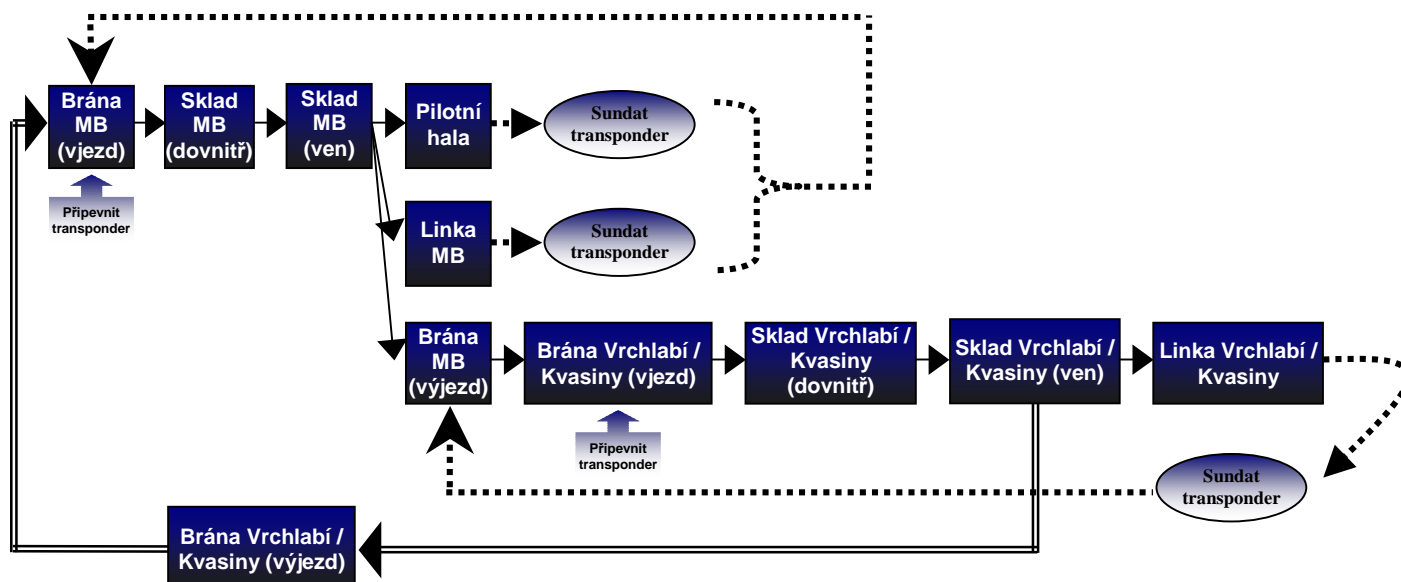 Brána
MB
(vjezd)
Sklad
MB
(dovnitř)
Sklad
MB
(ven)
Pilotní
hala
Sundat
transponder
Připevnit
transponder
Linka
MB
Sundat
transponder
Brána
MB
(výjezd)
Brána Vrchlabí /
Kvasiny (vjezd)
Sklad Vrchlabí /
Kvasiny
(dovnitř)
Sklad Vrchlabí /
Kvasiny (ven)
Linka Vrchlabí /
Kvasiny
Připevnit
transponder
Sundat
transponder
Brána Vrchlabí /
Kvasiny (výjezd)